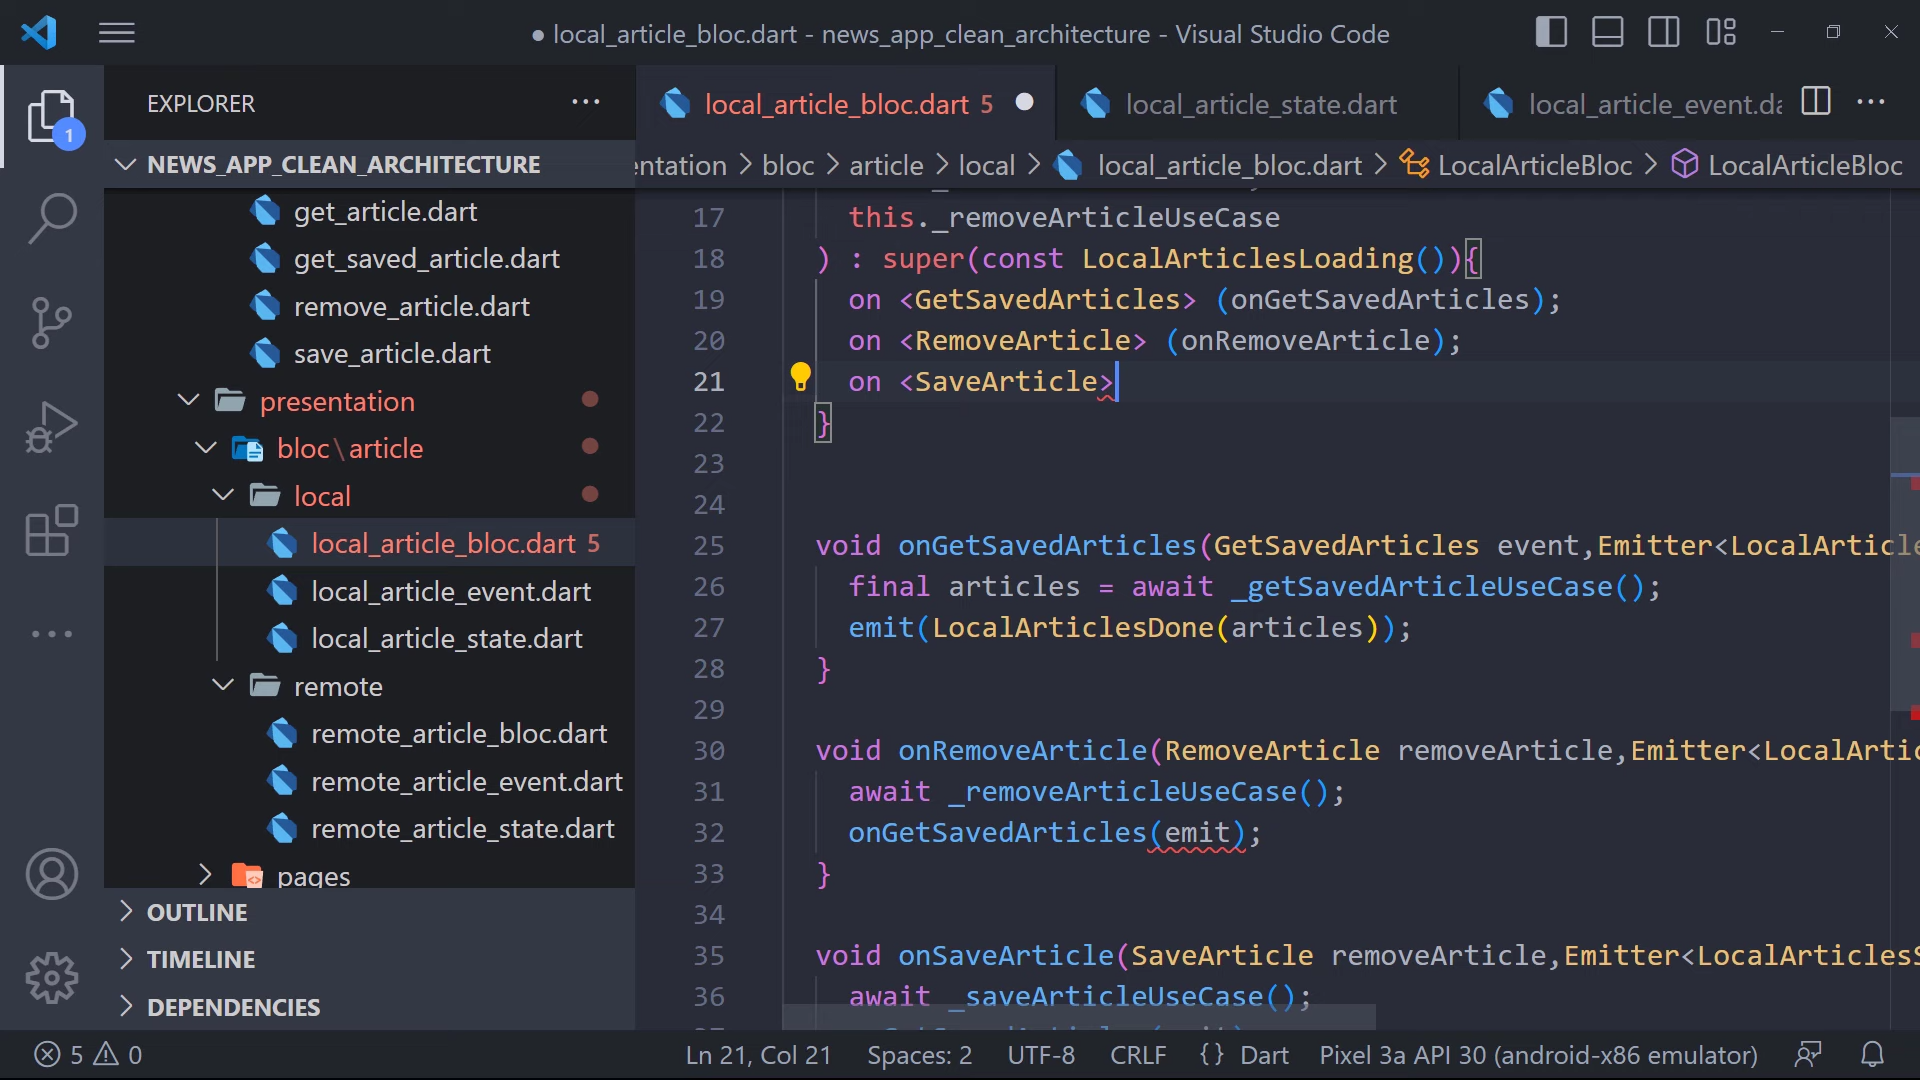 local_article_bloc.dart - news_app_clean_architecture - Visual Studio Code
EXPLORER
local_article_bloc.dart 5
local_article_state.dart
local_article_event.da
1
NEWS_APP_CLEAN_ARCHITECTURE
entation > bloc > article > local > local_article_bloc.dart > LocalArticleBloc > LocalArticleBloc
get_article.dart
get_saved_article.dart
remove_article.dart
save_article.dart
presentation
bloc\article
local
local_article_bloc.dart 5
local_article_event.dart
local_article_state.dart
remote
remote_article_bloc.dart
remote_article_event.dart
remote_article_state.dart
pages
OUTLINE
TIMELINE
DEPENDENCIES
17 this._removeArticleUseCase
18 ) : super(const LocalArticlesLoading()){
19 on <GetSavedArticles> (onGetSavedArticles);
20 on <RemoveArticle> (onRemoveArticle);
21 on <SaveArticle>
22 }
23
24
25 void onGetSavedArticles(GetSavedArticles event,Emitter<LocalArticle
26 final articles = await _getSavedArticleUseCase();
27 emit(LocalArticlesDone(articles));
28 }
29
30 void onRemoveArticle(RemoveArticle removeArticle,Emitter<LocalArtic
31 await _removeArticleUseCase();
32 onGetSavedArticles(emit);
33 }
34
35 void onSaveArticle(SaveArticle removeArticle,Emitter<LocalArticlesS
36 await _saveArticleUseCase();
5 0
Ln 21, Col 21
Spaces: 2
UTF-8
CRLF
{ } Dart
Pixel 3a API 30 (android-x86 emulator)